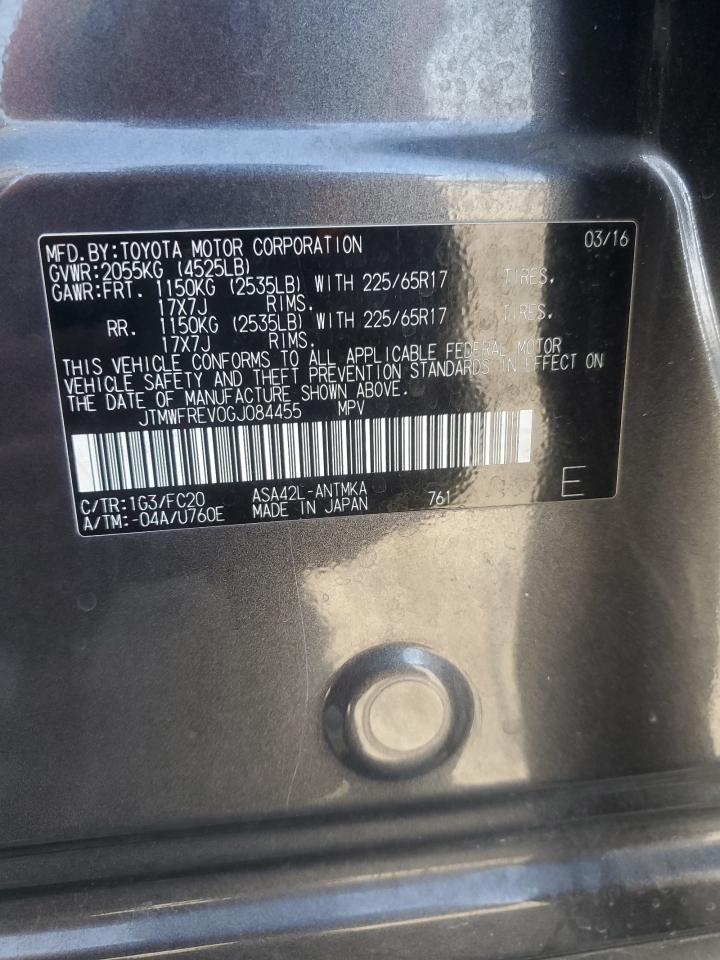 MFD.BY:TOYOTA MOTOR CORPORATION 03/16
GVWR:2055KG (4525LB)
GAWR:FRT. 1150KG (2535LB) WITH 225/65R17 TIRES.
17X7J RIMS.
RR. 1150KG (2535LB) WITH 225/65R17 TIRES.
17X7J RIMS.
THIS VEHICLE CONFORMS TO ALL APPLICABLE FEDERAL MOTOR
VEHICLE SAFETY AND THEFT PREVENTION STANDARDS IN EFFECT ON
THE DATE OF MANUFACTURE SHOWN ABOVE.
JTMWFREV0GJ084455 MPV
C/TR:1G3/FC20 ASA42L-ANTMKA 761 E
A/TM:-04A/U760E MADE IN JAPAN